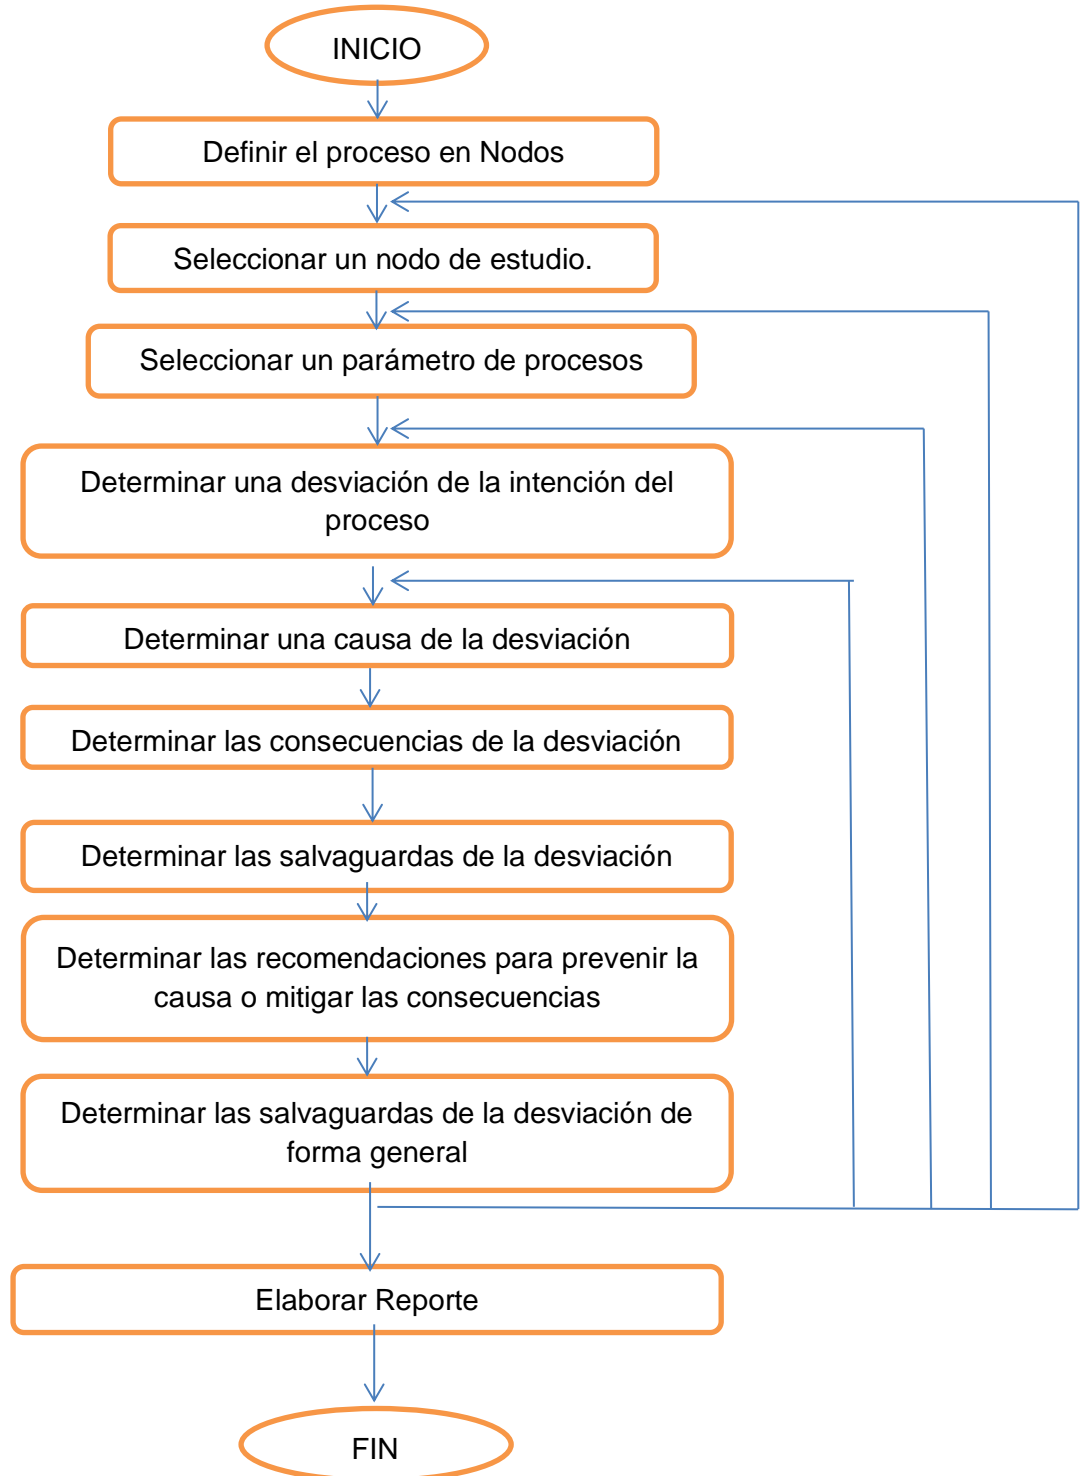 INICIO
Definir el proceso en Nodos
Seleccionar un nodo de estudio.
Seleccionar un parámetro de procesos
Determinar una desviación de la intención del
proceso
Determinar una causa de la desviación
Determinar las consecuencias de la desviación
Determinar las salvaguardas de la desviación
Determinar las recomendaciones para prevenir la
causa o mitigar las consecuencias
Determinar las salvaguardas de la desviación de
forma general
Elaborar Reporte
FIN